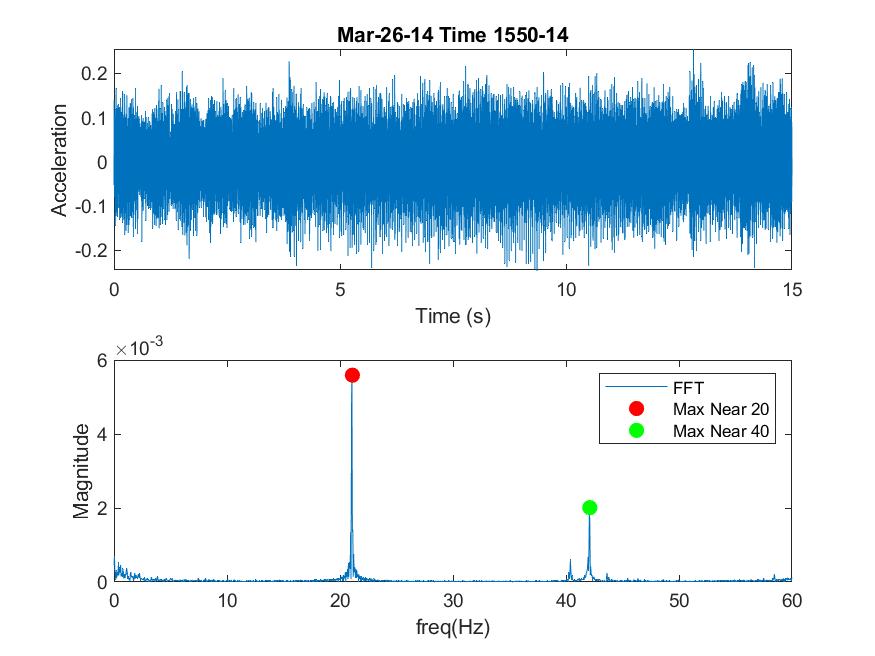 Mar-26-14 Time 1550-14
0.2
0.1
0
-0.1
-0.2
Acceleration
0 5 10 15
Time (s)
×10-3
6
4
2
0
Magnitude
FFT
Max Near 20
Max Near 40
0 10 20 30 40 50 60
freq(Hz)